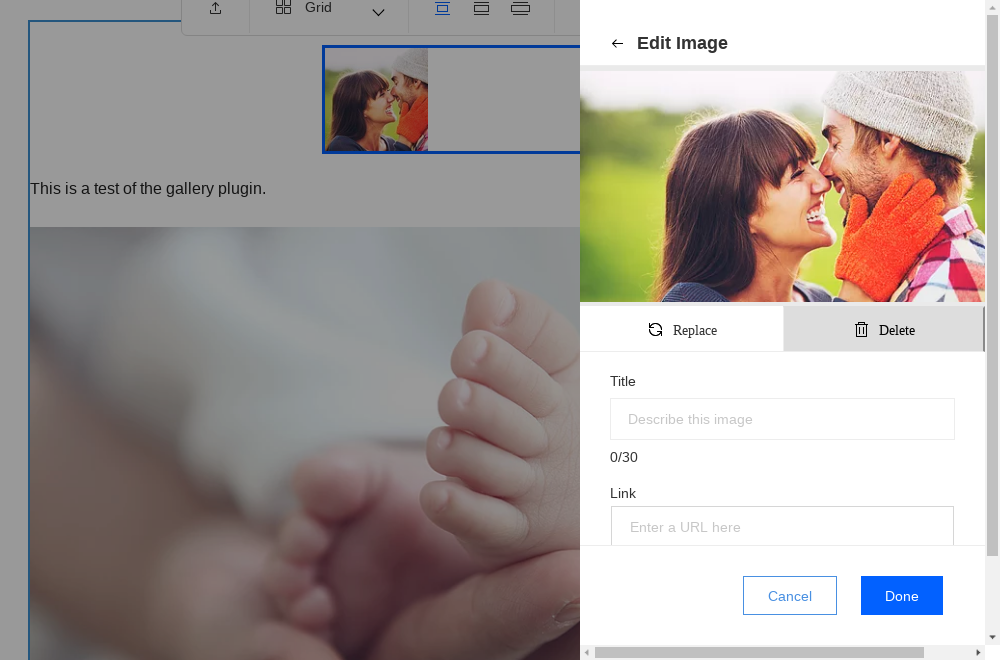 Grid
Edit Image
This is a test of the gallery plugin.
Replace
Delete
Title
Describe this image
0/30
Link
Enter a URL here
Cancel
Done